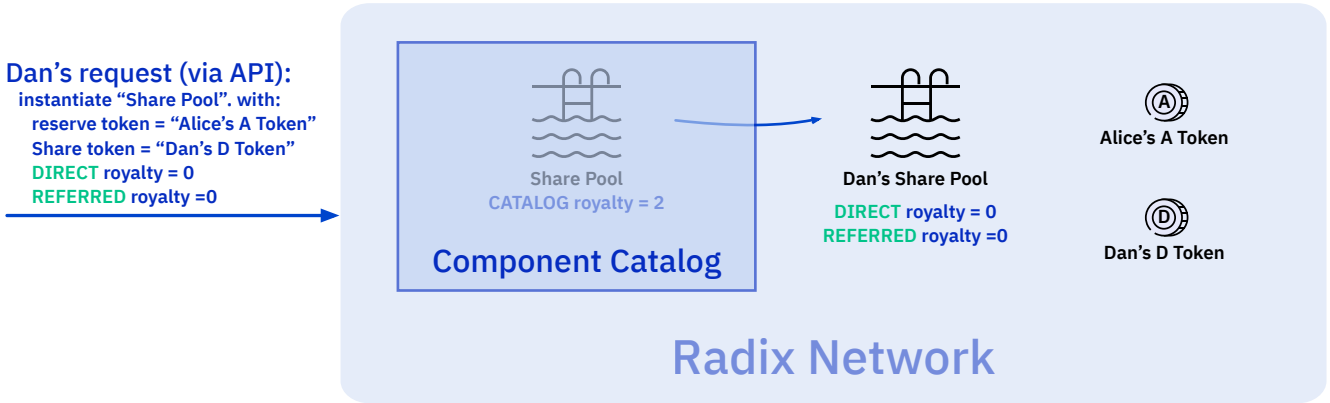 Dan's request (via API):
instantiate “Share Pool”. with:
reserve token = “Alice's A Token”
Share token = “Dan's D Token”
DIRECT royalty = 0
REFERRED royalty =0
Share Pool
CATALOG royalty = 2
Component Catalog
Dan's Share Pool
DIRECT royalty = 0
REFERRED royalty =0
A
Alice's A Token
D
Dan's D Token
Radix Network